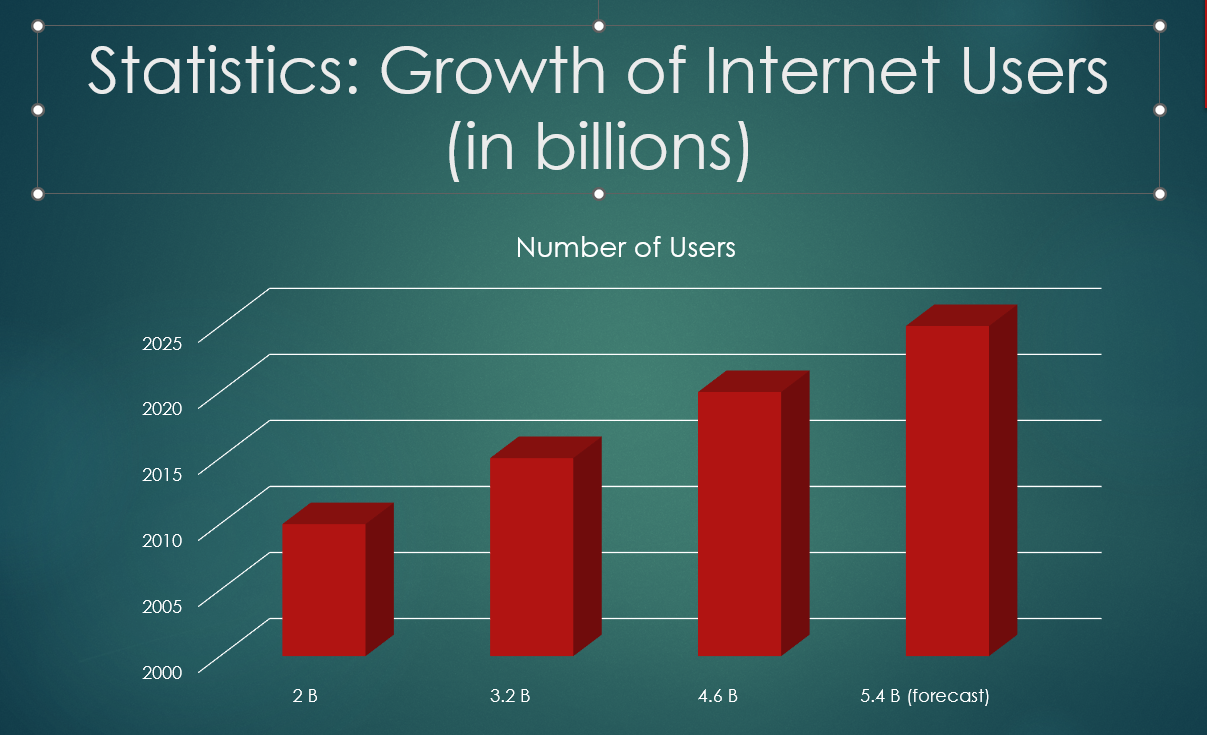 Statistics: Growth of Internet Users
(in billions)
Number of Users
2025
2020
2015
2010
2005
2000
2 B
3.2 B
4.6 B
5.4 B (forecast)